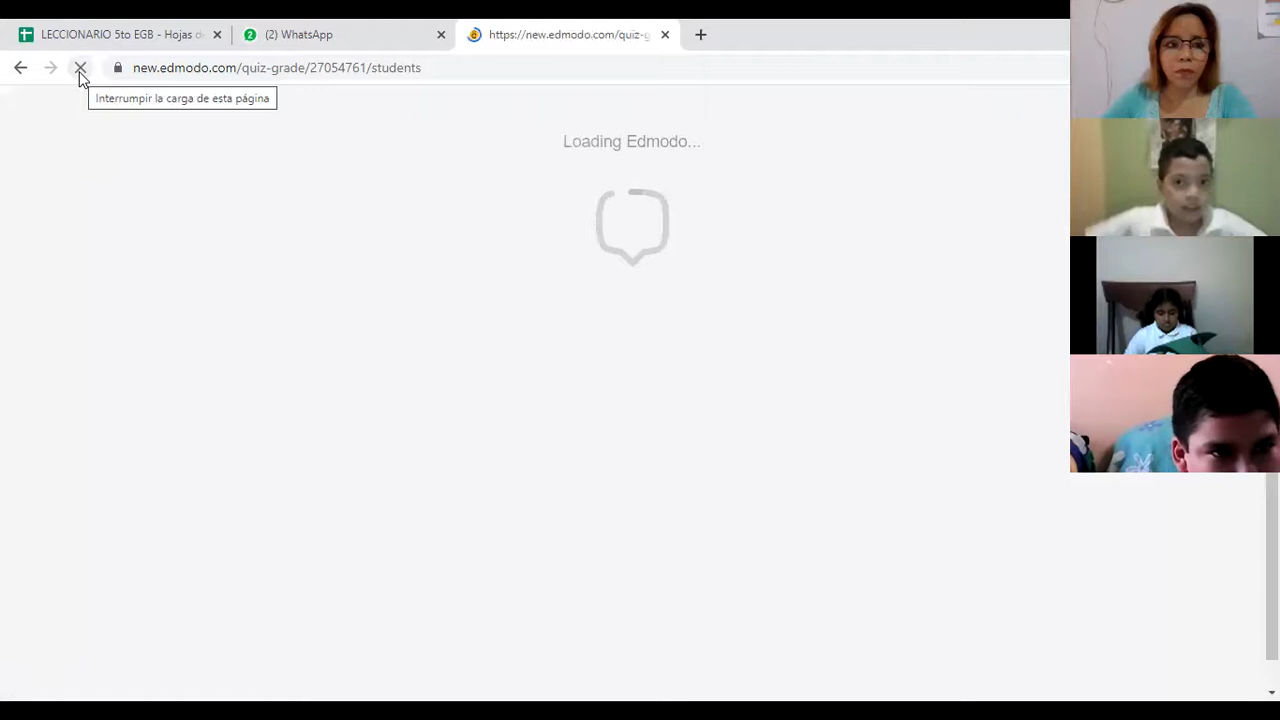 LECCIONARIO 5to EGB - Hojas d
(2) WhatsApp
https://new.edmodo.com/quiz-g
new.edmodo.com/quiz-grade/27054761/students
Interrumpir la carga de esta página
Loading Edmodo...